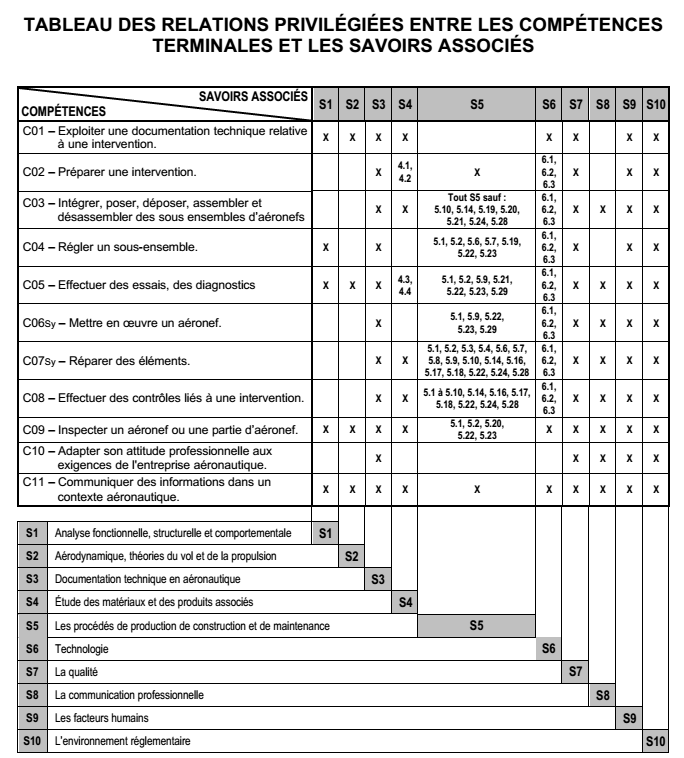 TABLEAU DES RELATIONS PRIVILÉGIÉES ENTRE LES COMPÉTENCES
TERMINALES ET LES SAVOIRS ASSOCIÉS
SAVOIRS ASSOCIÉS
COMPÉTENCES
S1 S2 S3 S4 S5 S6 S7 S8 S9 S10
C01 – Exploiter une documentation technique relative
à une intervention.
X X X X X X X X
C02 – Préparer une intervention.
X 4.1, 4.2 X 6.1, 6.2, 6.3 X X X
C03 – Intégrer, poser, déposer, assembler et
désassembler des sous ensembles d'aéronefs
X X
Tout S5 sauf :
5.10, 5.14, 5.19, 5.20,
5.21, 5.24, 5.28
6.1, 6.2, 6.3 X X X X
C04 – Régler un sous-ensemble.
X X
5.1, 5.2, 5.6, 5.7, 5.19,
5.22, 5.23
6.1, 6.2, 6.3 X X X
C05 – Effectuer des essais, des diagnostics
X X X 4.3, 4.4
5.1, 5.2, 5.9, 5.21,
5.22, 5.23, 5.29
6.1, 6.2, 6.3 X X X X
C06Sy – Mettre en œuvre un aéronef.
X
5.1, 5.9, 5.22,
5.23, 5.29
6.1, 6.2, 6.3 X X X X
C07Sy – Réparer des éléments.
X X
5.1, 5.2, 5.3, 5.4, 5.6, 5.7,
5.8, 5.9, 5.10, 5.14, 5.16,
5.17, 5.18, 5.22, 5.24, 5.28
6.1, 6.2, 6.3 X X X X
C08 – Effectuer des contrôles liés à une intervention.
X X
5.1 à 5.10, 5.14, 5.16, 5.17,
5.18, 5.22, 5.24, 5.28
6.1, 6.2, 6.3 X X X X
C09 – Inspecter un aéronef ou une partie d'aéronef.
X X X X
5.1, 5.2, 5.20,
5.22, 5.23
X X X X X
C10 – Adapter son attitude professionnelle aux
exigences de l'entreprise aéronautique.
X X X X X
C11 – Communiquer des informations dans un
contexte aéronautique.
X X X X X X X X X X
S1 Analyse fonctionnelle, structurelle et comportementale S1
S2 Aérodynamique, théories du vol et de la propulsion S2
S3 Documentation technique en aéronautique S3
S4 Étude des matériaux et des produits associés S4
S5 Les procédés de production de construction et de maintenance S5
S6 Technologie S6
S7 La qualité S7
S8 La communication professionnelle S8
S9 Les facteurs humains S9
S10 L'environnement réglementaire S10